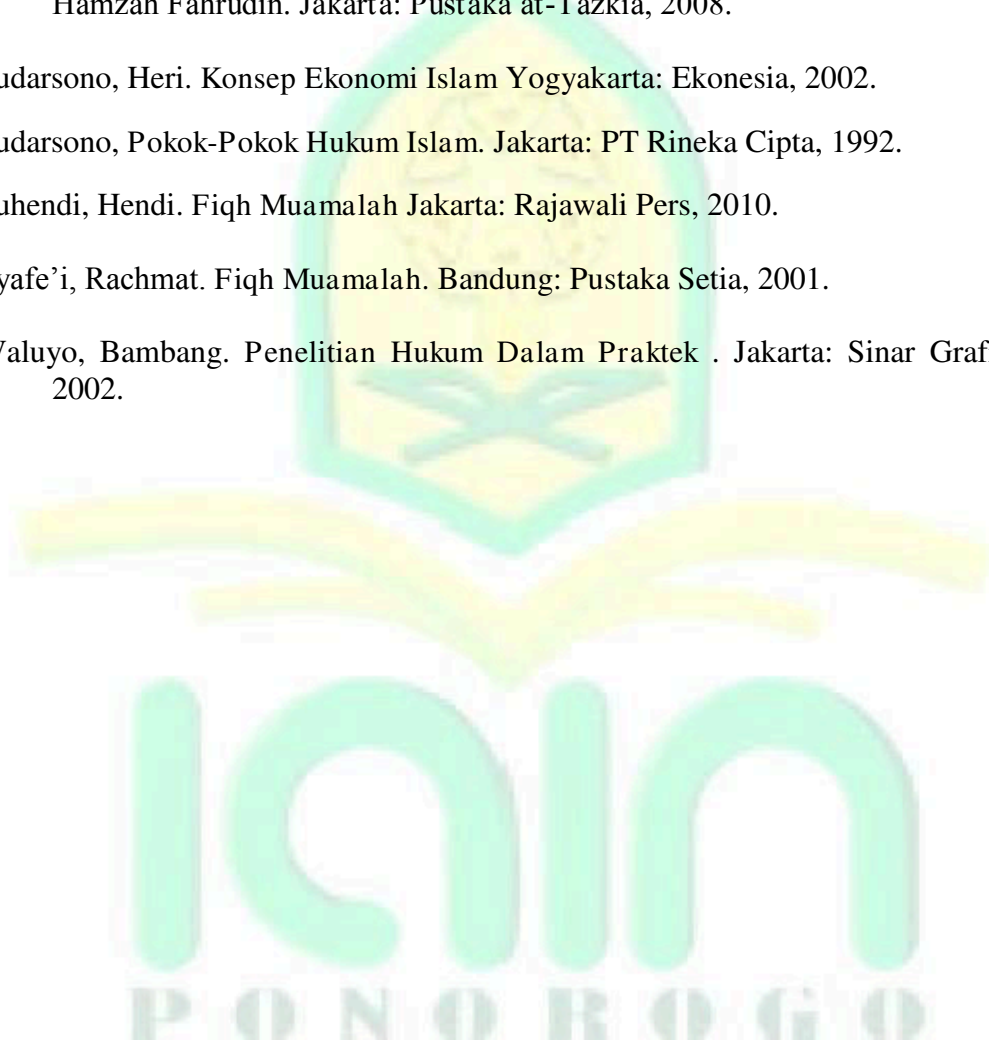 Hamzah Fahrudin. Jakarta: Pustaka at-Tazkia, 2008.
udarsono, Heri. Konsep Ekonomi Islam Yogyakarta: Ekonesia, 2002.
udarsono, Pokok-Pokok Hukum Islam. Jakarta: PT Rineka Cipta, 1992.
uhendi, Hendi. Fiqh Muamalah Jakarta: Rajawali Pers, 2010.
yafe’i, Rachmat. Fiqh Muamalah. Bandung: Pustaka Setia, 2001.
Valuyo, Bambang. Penelitian Hukum Dalam Praktek . Jakarta: Sinar Graf
2002.
IAIN
PONOROGO